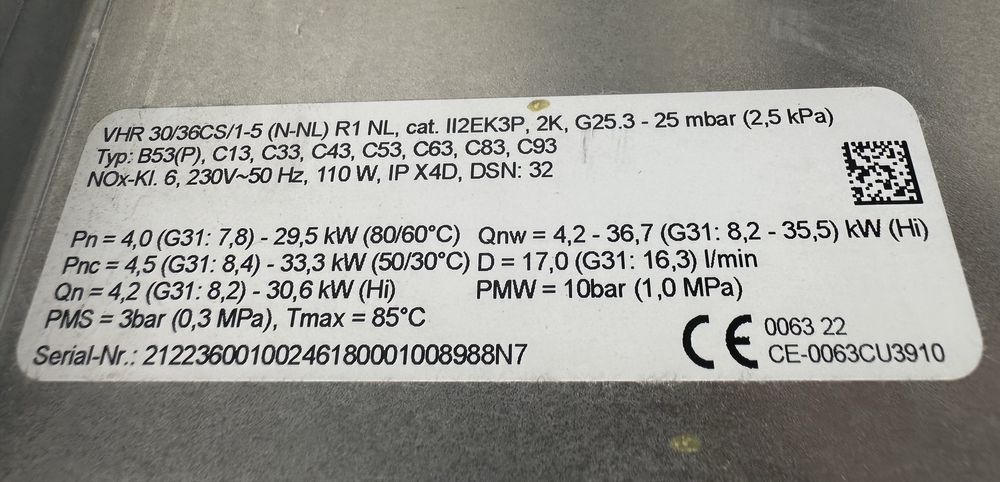 VHR 30/36CS/1-5 (N-NL) R1 NL, cat. II2EK3P, 2K, G25.3 - 25 mbar (2,5 kPa)
Typ: B53(P), C13, C33, C43, C53, C63, C83, C93
NOx-Kl. 6, 230V~50 Hz, 110 W, IP X4D, DSN: 32
Pn = 4,0 (G31: 7,8) - 29,5 kW (80/60°C) Qnw = 4,2 - 36,7 (G31: 8,2 - 35,5) kW (Hi)
Pnc = 4,5 (G31: 8,4) - 33,3 kW (50/30°C) D = 17,0 (G31: 16,3) l/min
Qn = 4,2 (G31: 8,2) - 30,6 kW (Hi) PMW = 10bar (1,0 MPa)
PMS = 3bar (0,3 MPa), Tmax = 85°C
Serial-Nr.: 21223600100246180001008988N7
CE 0063 22
CE-0063CU3910